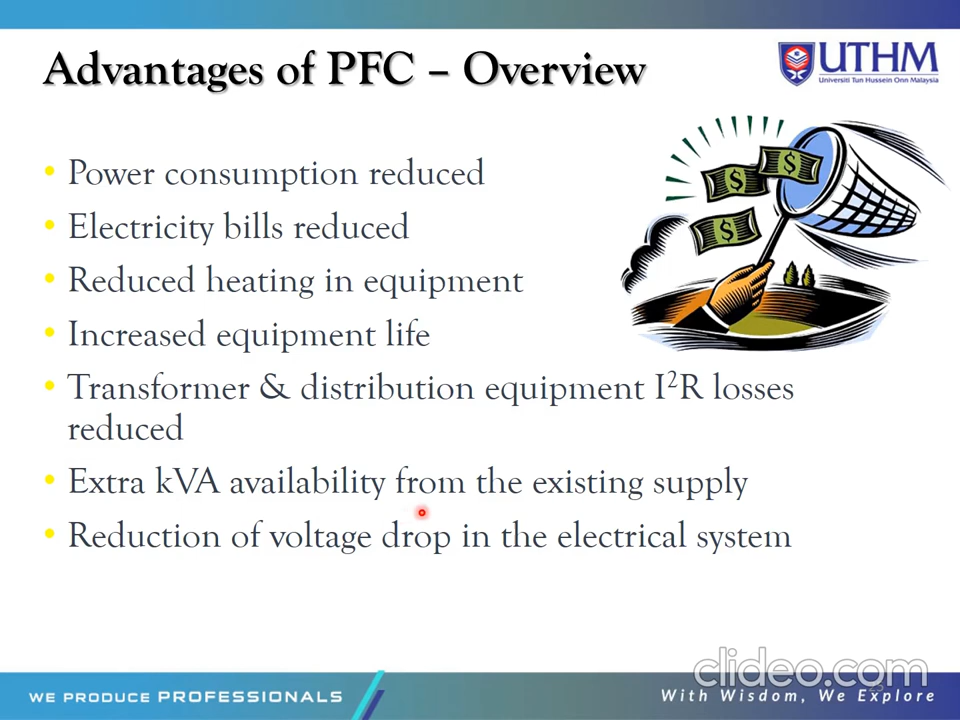 Advantages of PFC – Overview
UTHM
Universiti Tun Hussein Onn Malaysia
• Power consumption reduced
• Electricity bills reduced
• Reduced heating in equipment
• Increased equipment life
• Transformer & distribution equipment I²R losses
reduced
• Extra kVA availability from the existing supply
• Reduction of voltage drop in the electrical system
$ $
$
clideo.com
WE PRODUCE PROFESSIONALS
With Wisdom, We Explore